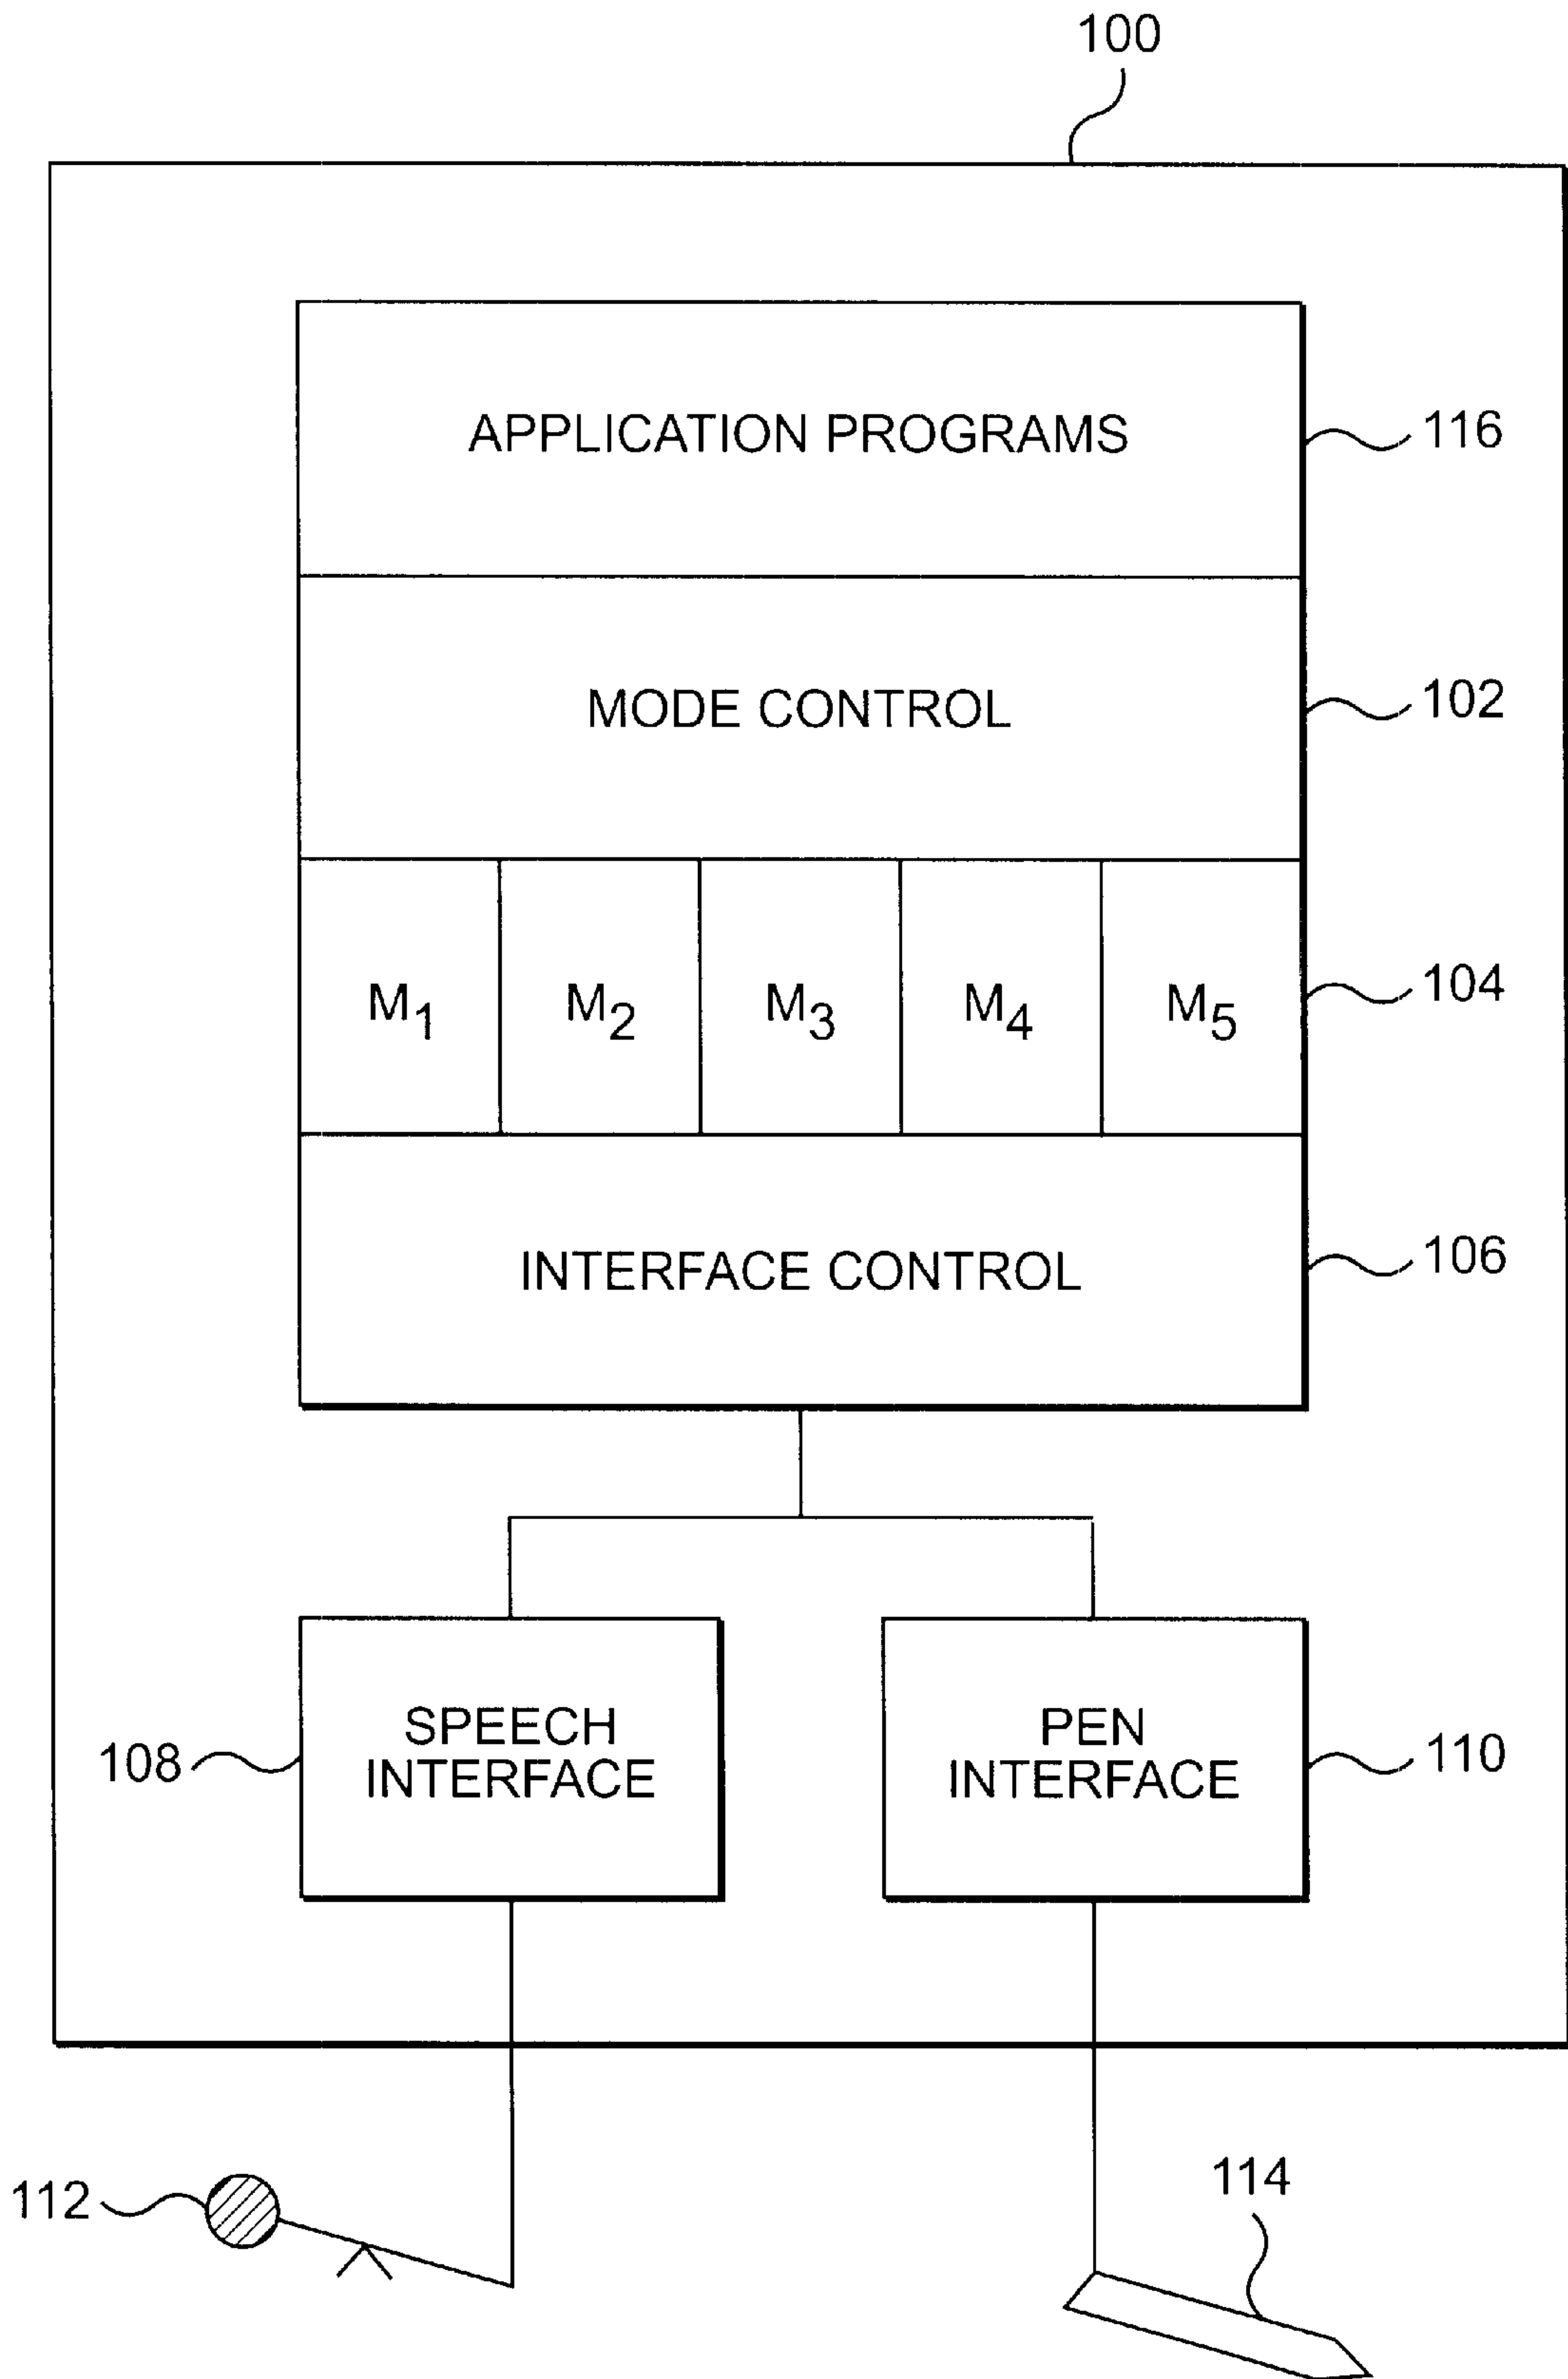 100
APPLICATION PROGRAMS
116
MODE CONTROL
102
M1 M2 M3 M4 M5
104
INTERFACE CONTROL
106
108
SPEECH
INTERFACE
PEN
INTERFACE
110
112
114